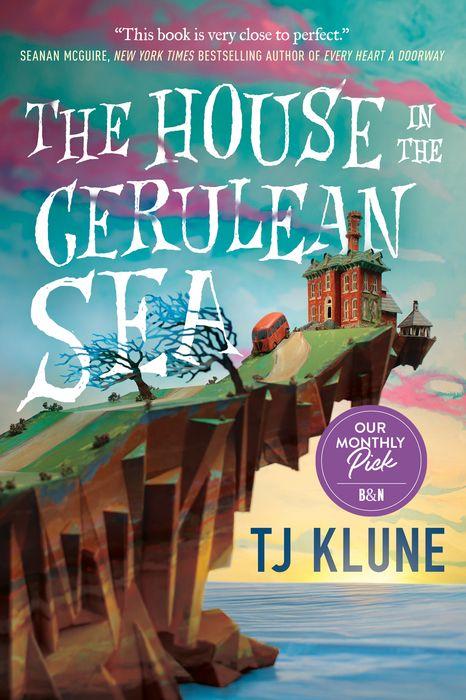 “This book is very close to perfect.”
SEANAN MCGUIRE, NEW YORK TIMES BESTSELLING AUTHOR OF EVERY HEART A DOORWAY
THE HOUSE IN THE
CERULEAN
SEA
OUR
MONTHLY
Pick
B&N
TJ KLUNE